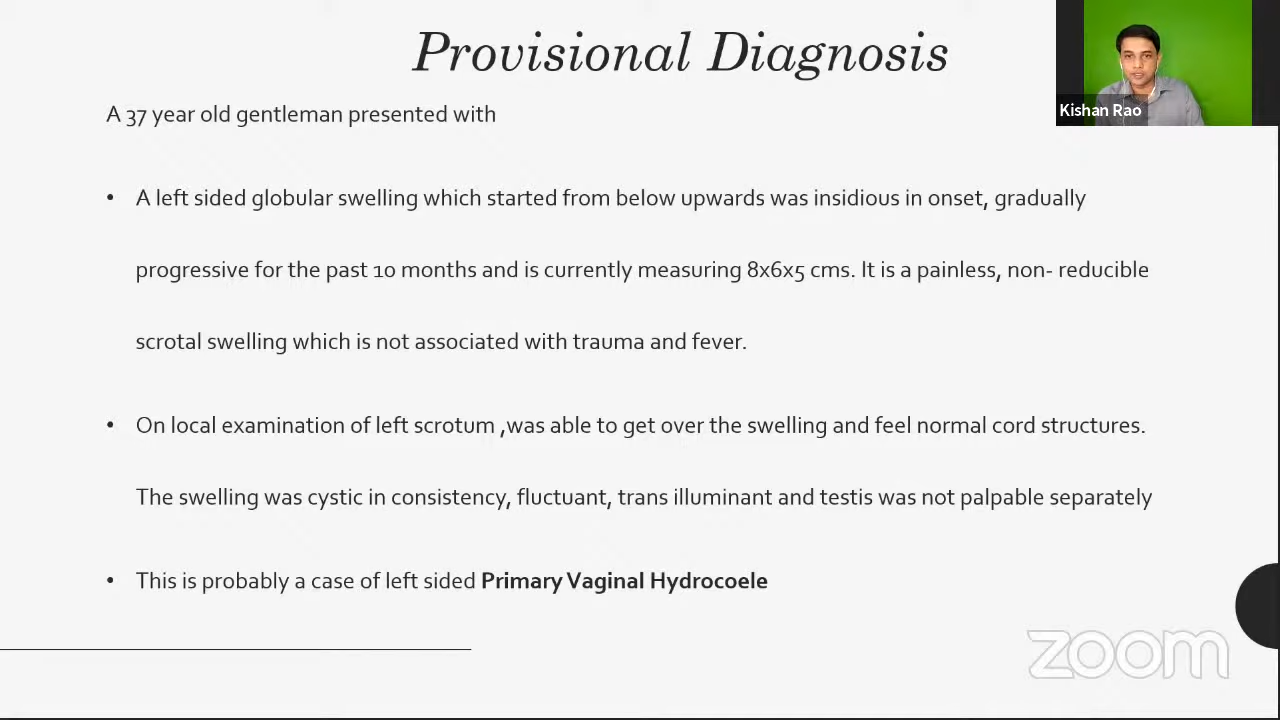 Provisional Diagnosis
Kishan Rao
A 37 year old gentleman presented with
• A left sided globular swelling which started from below upwards was insidious in onset, gradually
progressive for the past 10 months and is currently measuring 8x6x5 cms. It is a painless, non- reducible
scrotal swelling which is not associated with trauma and fever.
• On local examination of left scrotum ,was able to get over the swelling and feel normal cord structures.
The swelling was cystic in consistency, fluctuant, trans illuminant and testis was not palpable separately
• This is probably a case of left sided Primary Vaginal Hydrocoele
zoom